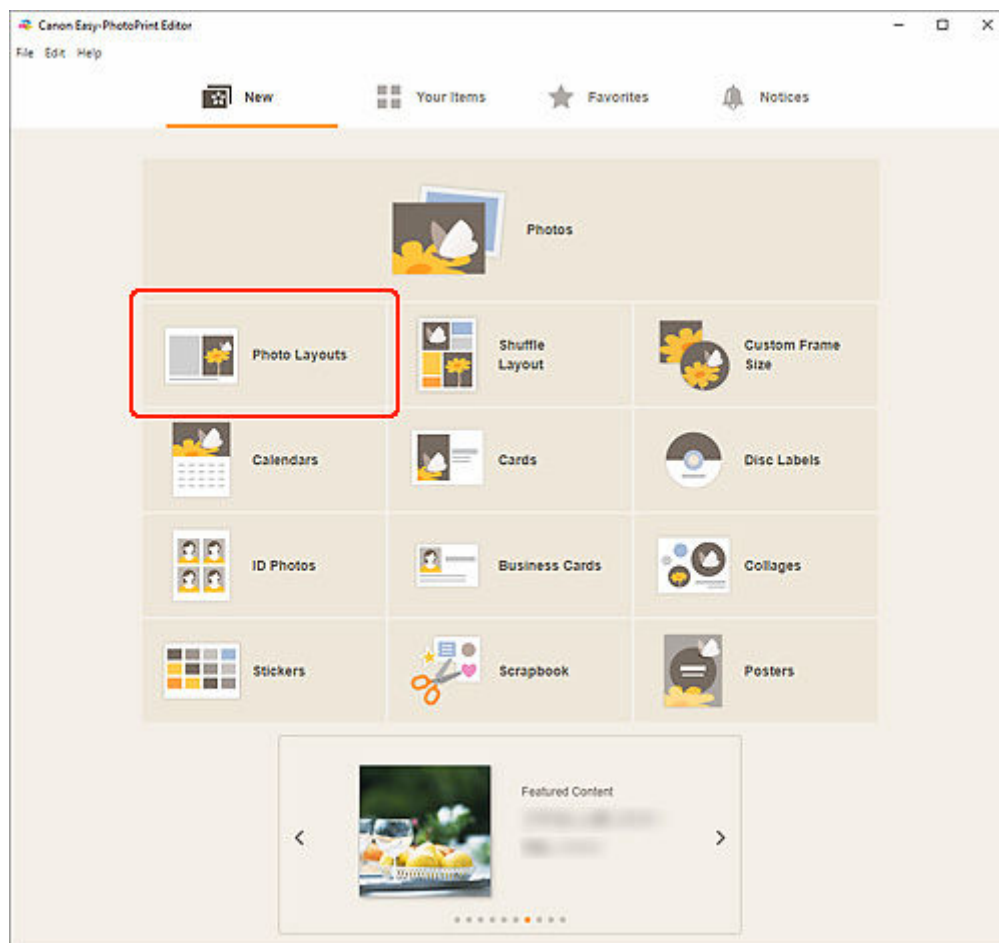 Canon Easy-PhotoPrint Editor
File Edit Help
New
Your Items
Favorites
Notices
Photos
Photo Layouts
Shuffle
Layout
Custom Frame
Size
Calendars
Cards
Disc Labels
ID Photos
Business Cards
Collages
Stickers
Scrapbook
Posters
Featured Content